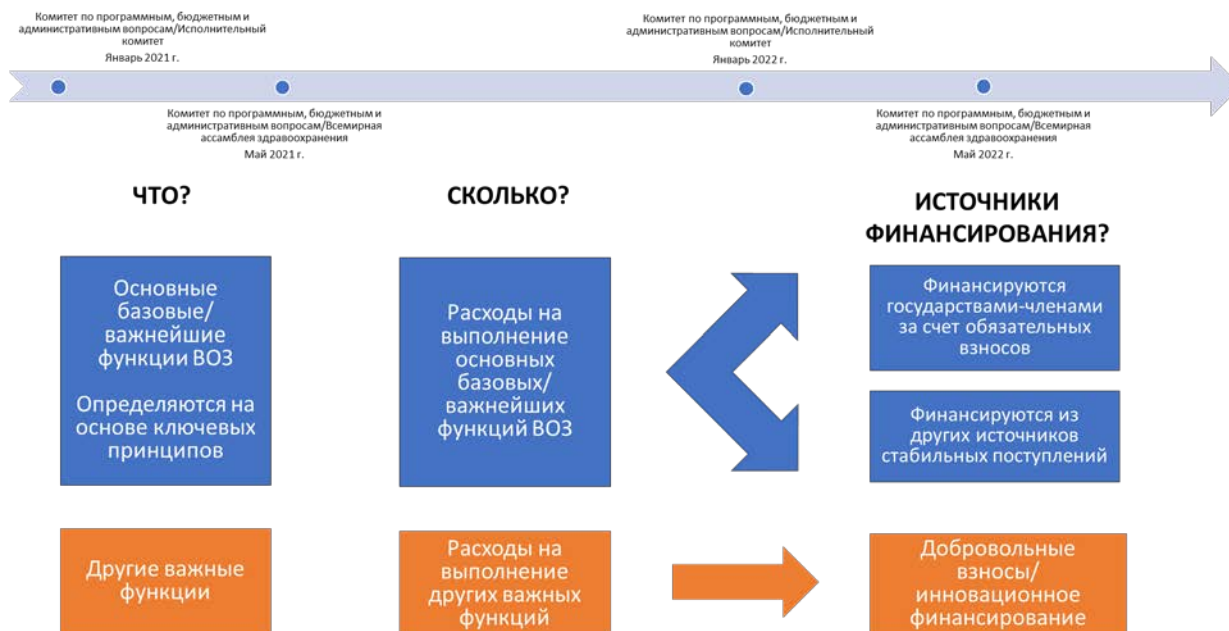 Комитет по программным, бюджетным и
административным вопросам/Исполнительный
комитет
Январь 2021 г.
Комитет по программным, бюджетным и
административным вопросам/Исполнительный
комитет
Январь 2022 г.
Комитет по программным, бюджетным и
административным вопросам/Всемирная
ассамблея здравоохранения
Май 2021 г.
Комитет по программным, бюджетным и
административным вопросам/Всемирная
ассамблея здравоохранения
Май 2022 г.
ЧТО?
СКОЛЬКО?
ИСТОЧНИКИ
ФИНАНСИРОВАНИЯ?
Основные
базовые/
важнейшие
функции ВОЗ
Определяются на
основе ключевых
принципов
Расходы на
выполнение
основных
базовых/
важнейших
функций ВОЗ
Финансируются
государствами-членами
за счет обязательных
взносов
Финансируются из
других источников
стабильных поступлений
Другие важные
функции
Расходы на
выполнение
других важных
функций
Добровольные
взносы/
инновационное
финансирование